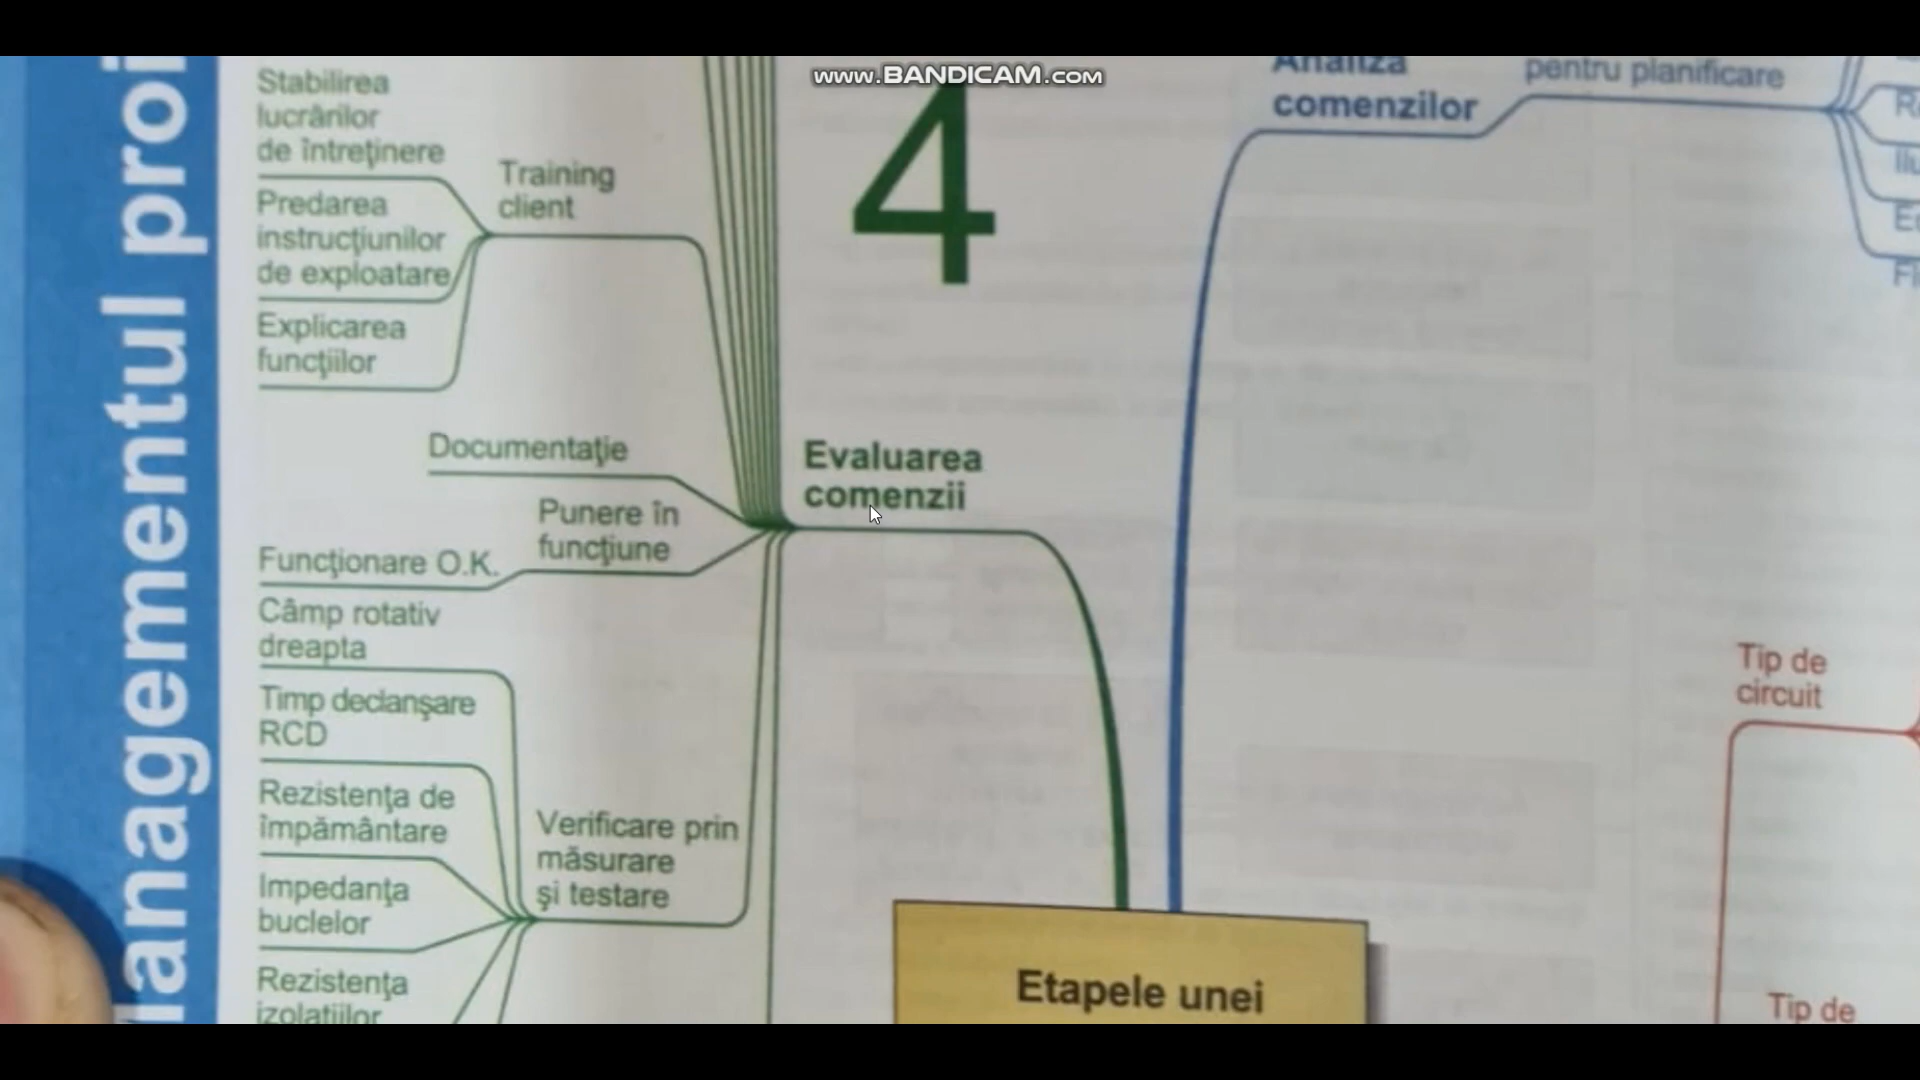 www.BANDICAM.com
Stabilirea
lucrărilor
de întreţinere
Training
client
Predarea
instrucţiunilor
de exploatare
Explicarea
funcţiilor
Documentaţie
Punere în
funcţiune
Funcţionare O.K.
Câmp rotativ
dreapta
Timp declanşare
RCD
Rezistenţa de
împământare
Impedanţa
buclelor
Rezistenţa
izolaţiilor
Verificare prin
măsurare
şi testare
4
Evaluarea
comenzii
Analiza
comenzilor
pentru planificare
Etapele unei
Tip de
circuit
Tip de
anagementul proi